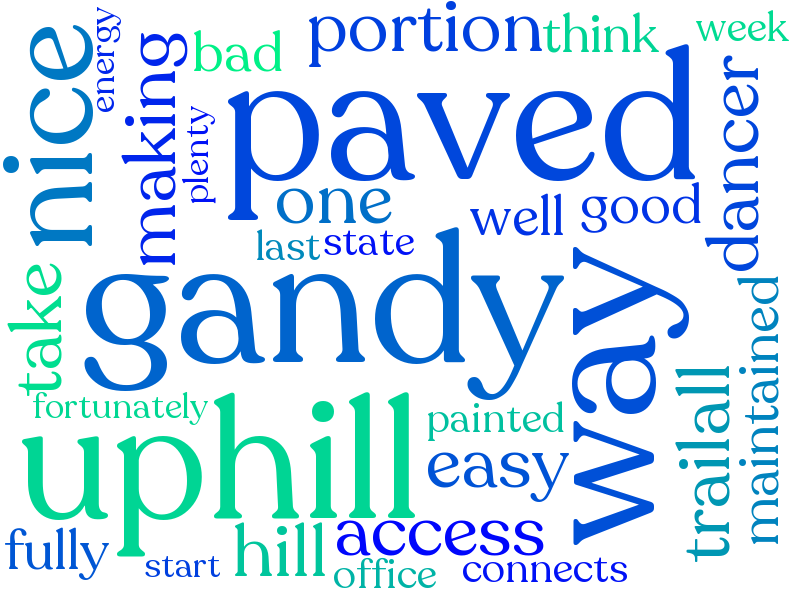 energy
nice
making
bad
portion
think
week
plenty
paved
dancer
one
last
state
well
good
take
gandy
way
fortunately
uphill
painted
easy
trailall
maintained
fully
start
hill
access
office
connects